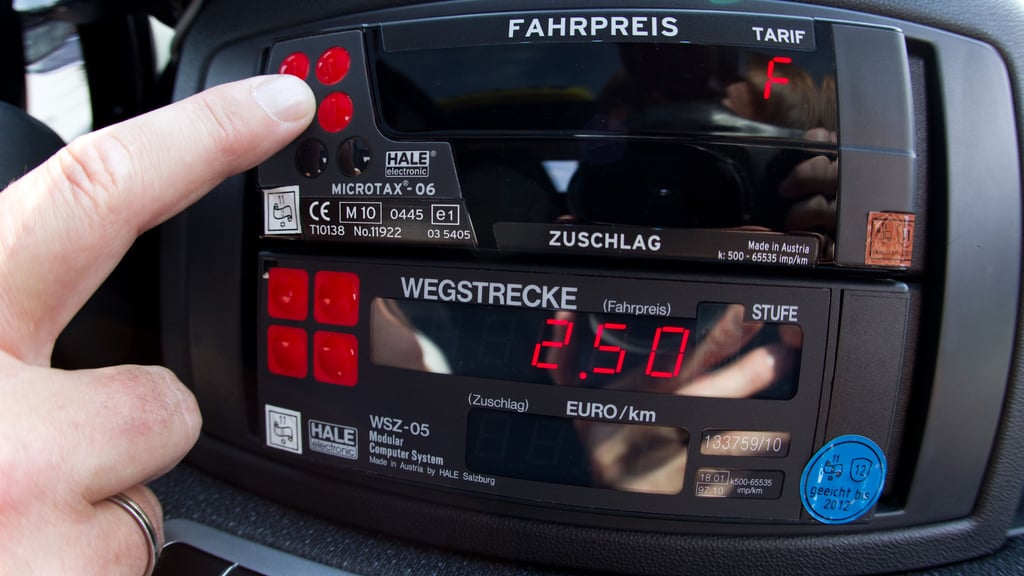 FAHRPREIS
TARIF
F
HALE
electronic
MICROTAX® 06
CE M10 0445 e1
T10138 No.11922 03 5405
ZUSCHLAG
Made in Austria
k: 500 - 65535 imp/km
WEGSTRECKE (Fahrpreis) STUFE
2.50
(Zuschlag) EURO/km
11
HALE
electronic
WSZ-05
Modular
Computer System
Made in Austria by HALE Salzburg
133759/10
18.01 k500-65535
97.10 imp/km
11 12
geeicht bis
2012